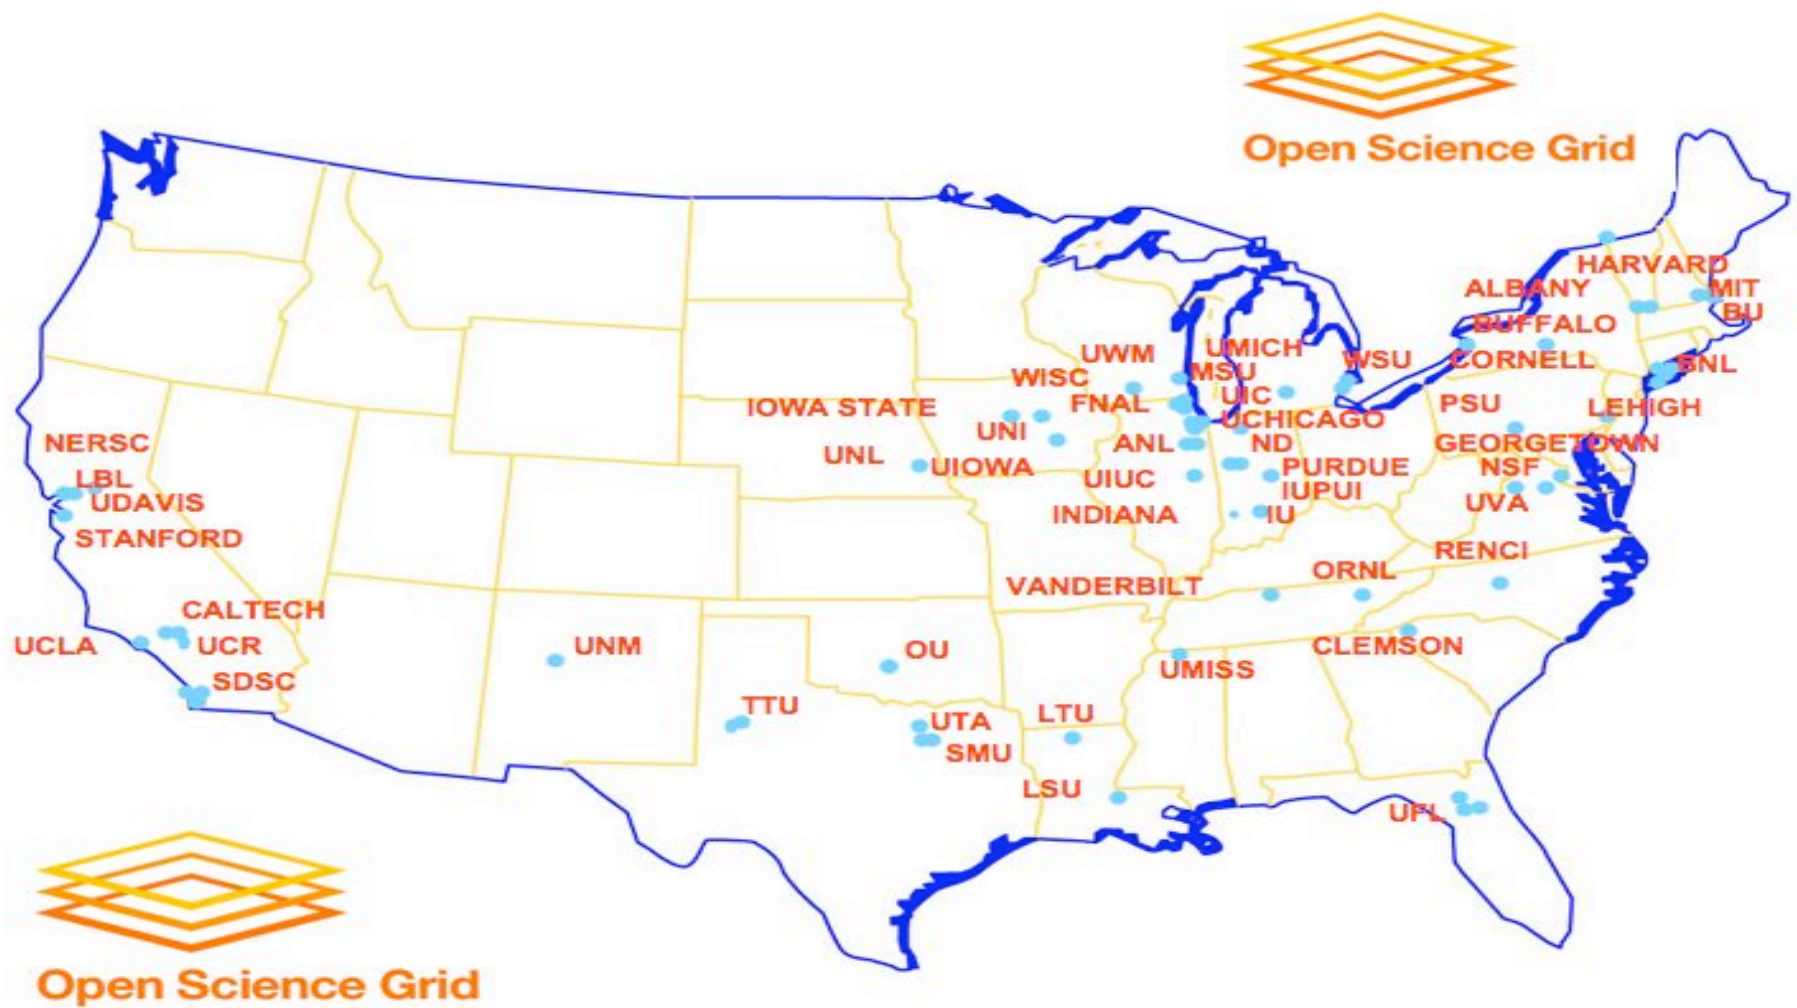 Open Science Grid
HARVARD
ALBANY
MIT
BU
BUFFALO
UWM
UMICH
WSU
CORNELL
BNL
WISC
MSU
UIC
IOWA STATE
FNAL
PSU
LEHIGH
UCHICAGO
UNI
NERSC
ANL
ND
GEORGETOWN
UNL
UIOWA
PURDUE
NSF
LBL
UIUC
IUPUI
UDAVIS
UVA
INDIANA
IU
STANFORD
RENCI
ORNL
VANDERBILT
CALTECH
UCLA
UCR
UNM
OU
CLEMSON
UMISS
SDSC
TTU
LTU
UTA
SMU
LSU
UFL
Open Science Grid